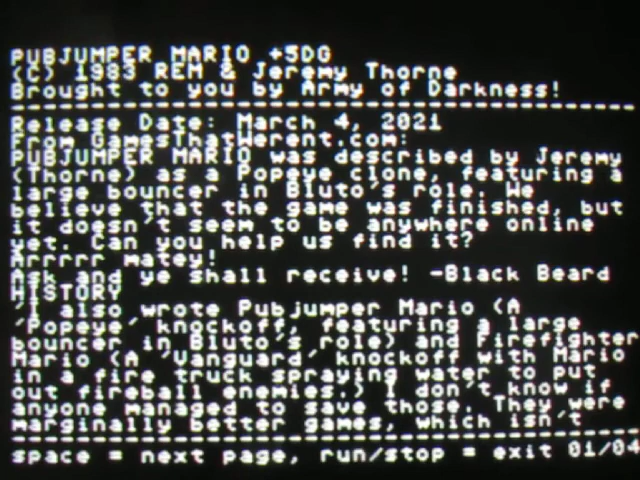 PUBJUMPER MARIO +5DG
(C) 1983 REM & Jeremy Thorne
Brought to you by Army of Darkness!
Release Date: March 4, 2021
From GamesThatWerent.com:
PUBJUMPER MARIO was described by Jeremy
(Thorne) as a Popeye clone, featuring a
large bouncer in Bluto's role. We
believe that the game was finished, but
it doesn't seem to be anywhere online
yet. Can you help us find it?
Arrrrr matey!
Ask and ye shall receive! -Black Beard
HISTORY
'I also wrote Pubjumper Mario (A
'Popeye' knockoff, featuring a large
bouncer in Bluto's role) and Firefighter
Mario (A 'Vanguard' knockoff with Mario
in a fire truck spraying water to put
out fireball enemies.) I don't know if
anyone managed to save those. They were
marginally better games, which isn't
space = next page, run/stop = exit 01/04